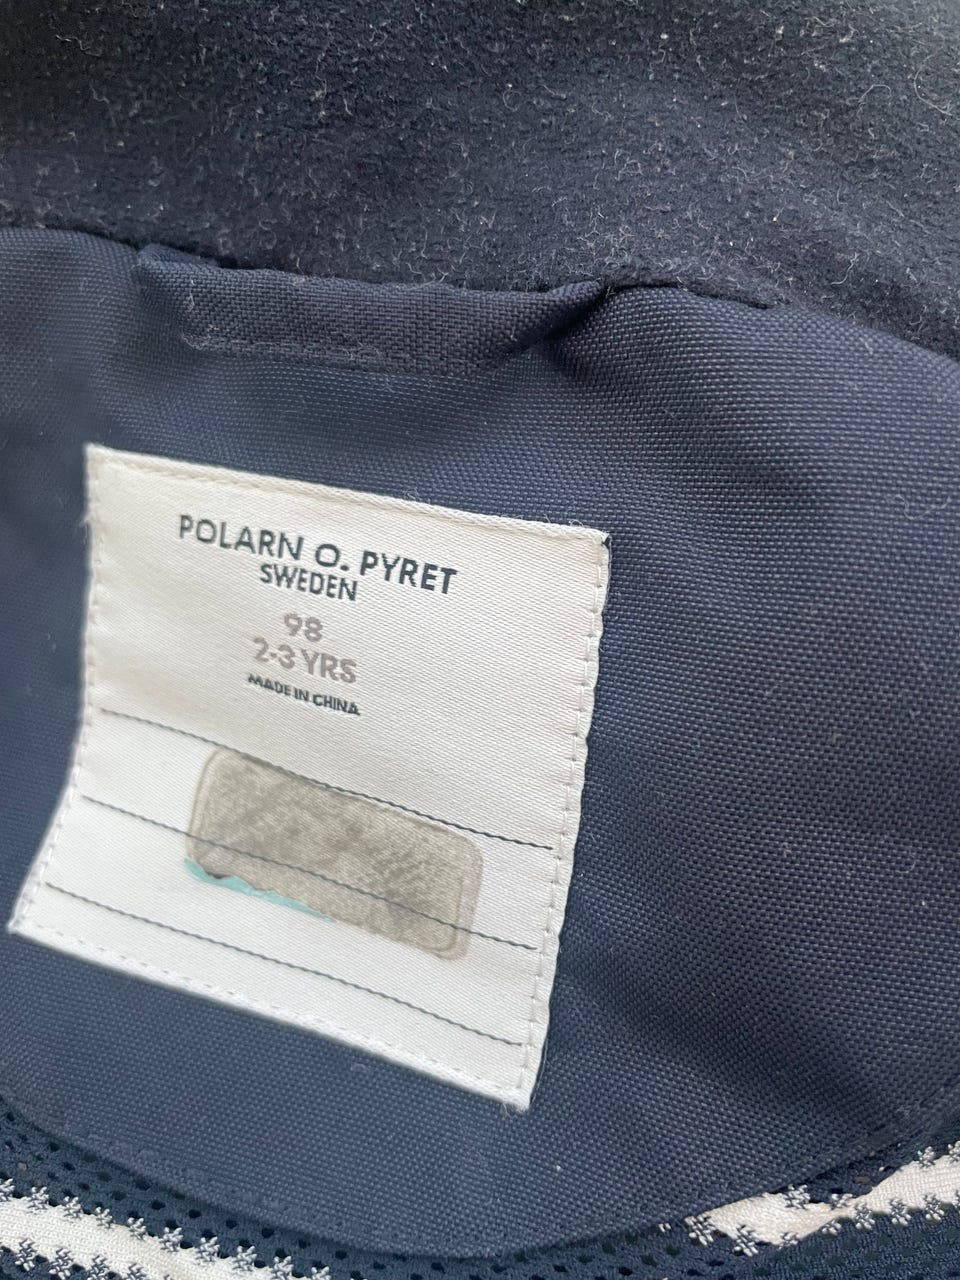 POLARN O. PYRET
SWEDEN
98
2-3 YRS
MADE IN CHINA